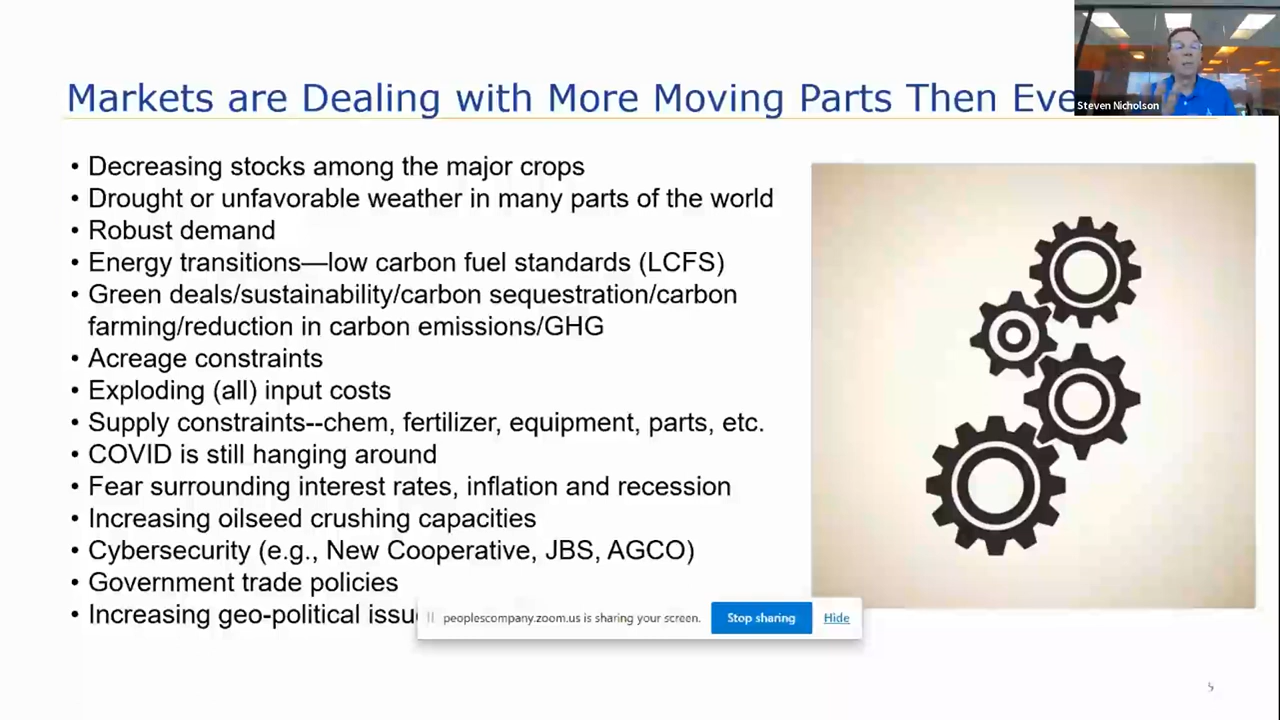 Markets are Dealing with More Moving Parts Then Eve
Steven Nicholson
• Decreasing stocks among the major crops
• Drought or unfavorable weather in many parts of the world
• Robust demand
• Energy transitions—low carbon fuel standards (LCFS)
• Green deals/sustainability/carbon sequestration/carbon
farming/reduction in carbon emissions/GHG
• Acreage constraints
• Exploding (all) input costs
• Supply constraints--chem, fertilizer, equipment, parts, etc.
• COVID is still hanging around
• Fear surrounding interest rates, inflation and recession
• Increasing oilseed crushing capacities
• Cybersecurity (e.g., New Cooperative, JBS, AGCO)
• Government trade policies
• Increasing geo-political issu
peoplescompany.zoom.us is sharing your screen. Stop sharing Hide
5